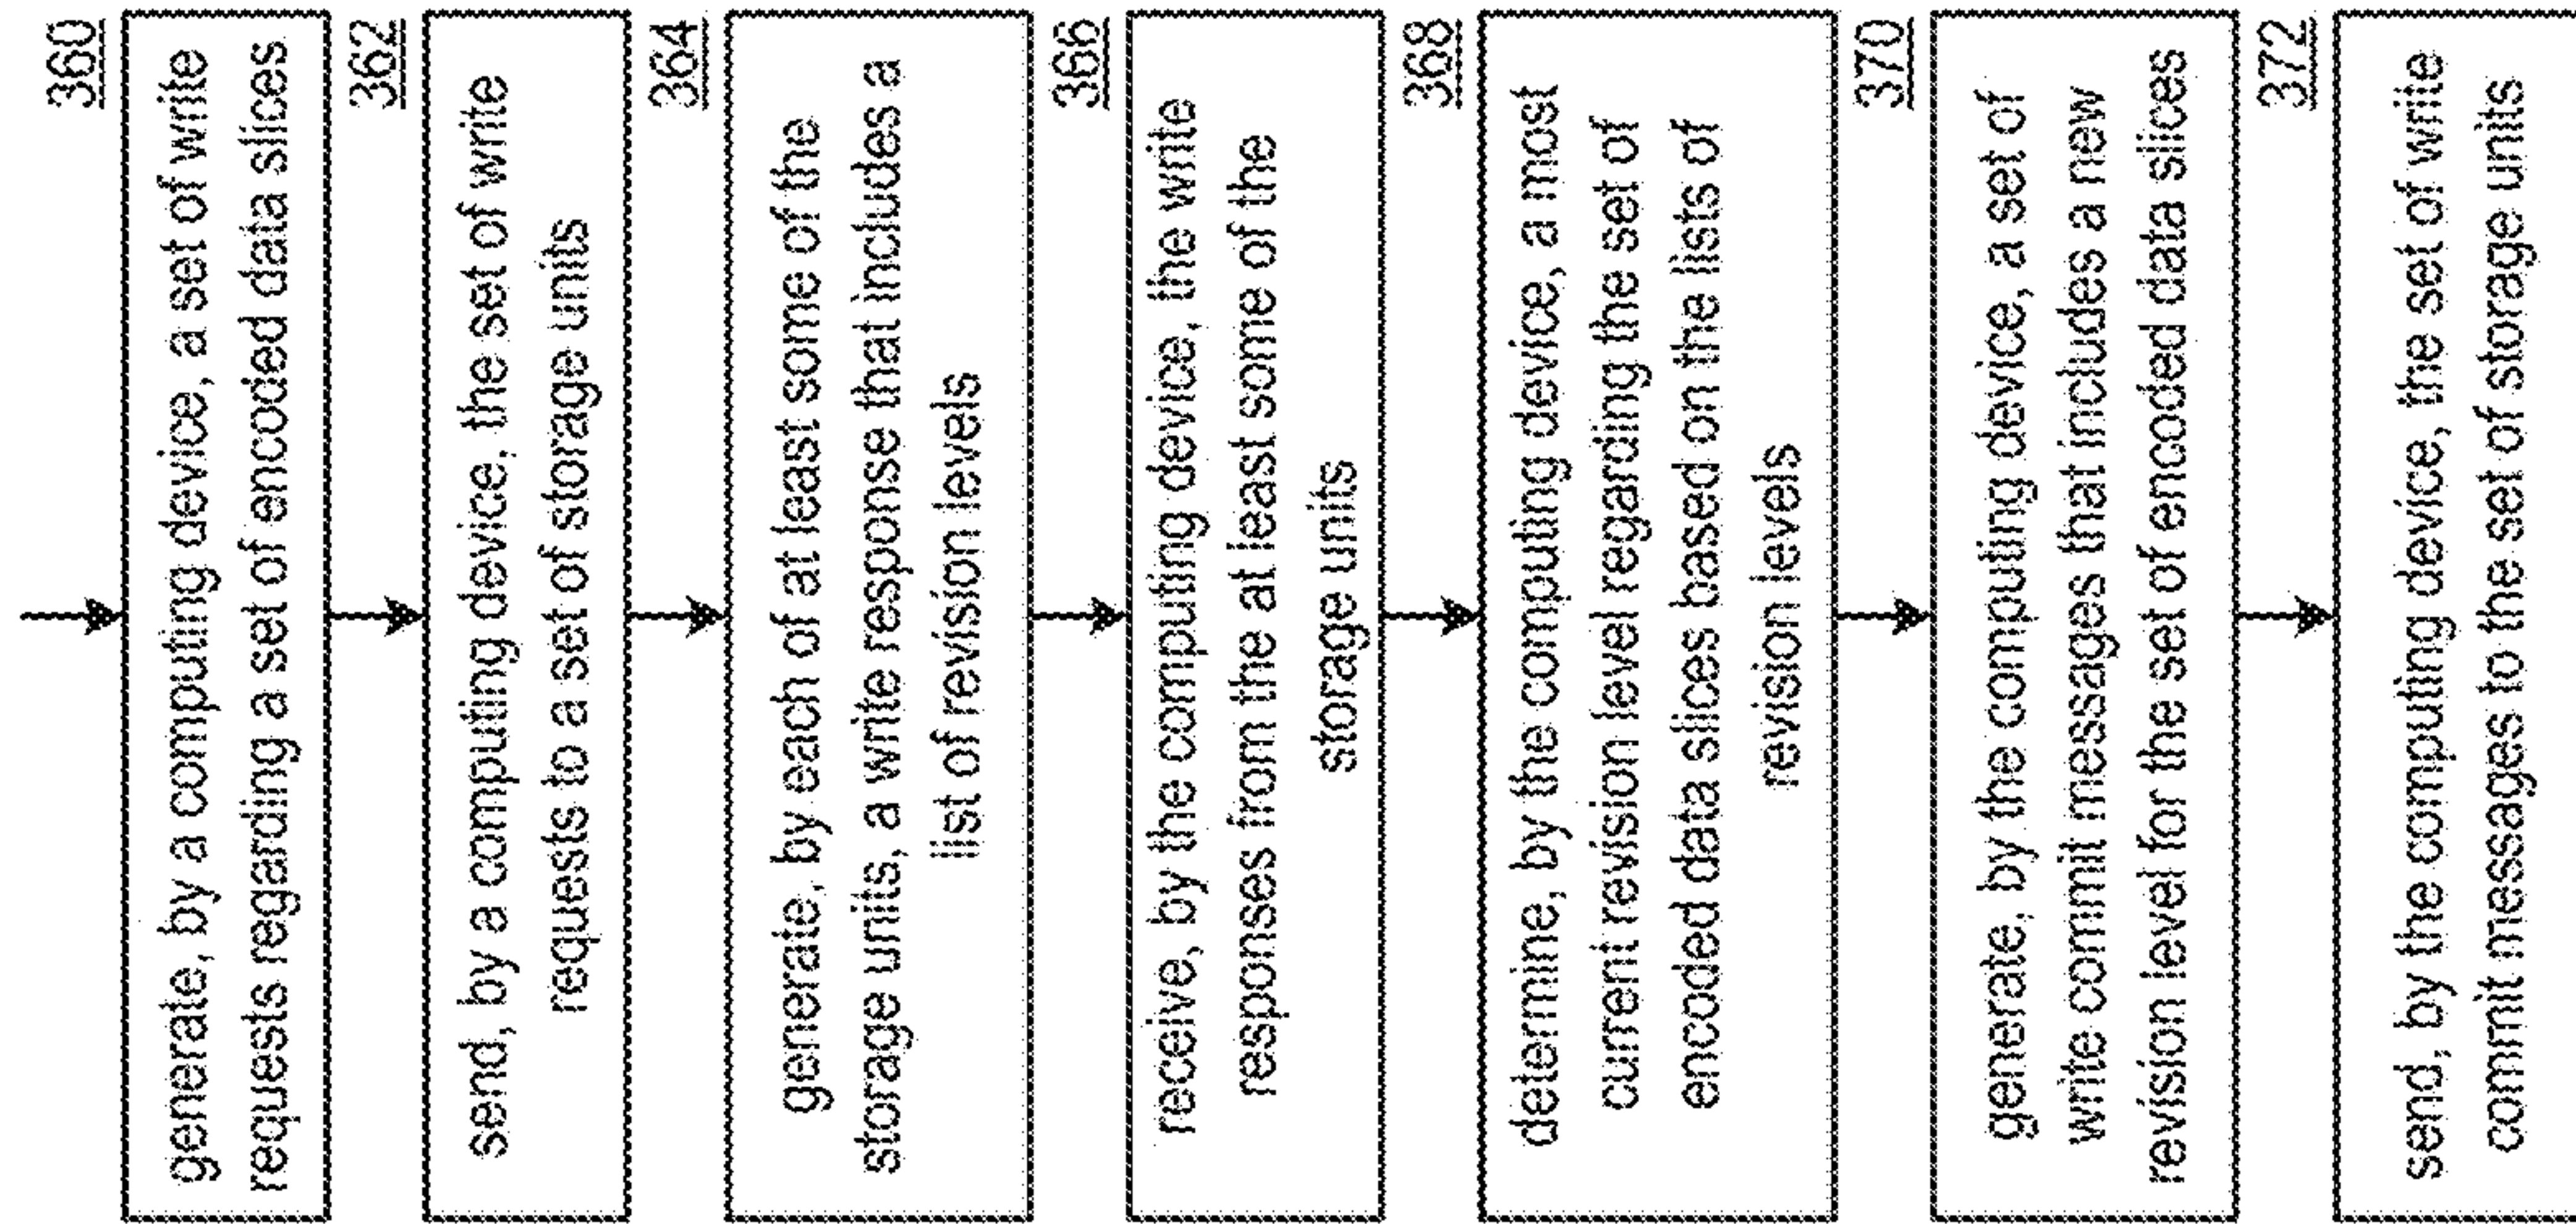 360
generate, by a computing device, a set of write
requests regarding a set of encoded data slices
362
send, by a computing device, the set of write
requests to a set of storage units
364
generate, by each of at least some of the
storage units, a write response that includes a
list of revision levels
366
receive, by the computing device, the write
responses from the at least some of the
storage units
368
determine, by the computing device, a most
current revision level regarding the set of
encoded data slices based on the lists of
revision levels
370
generate, by the computing device, a set of
write commit messages that includes a new
revision level for the set of encoded data slices
372
send, by the computing device, the set of write
commit messages to the set of storage units